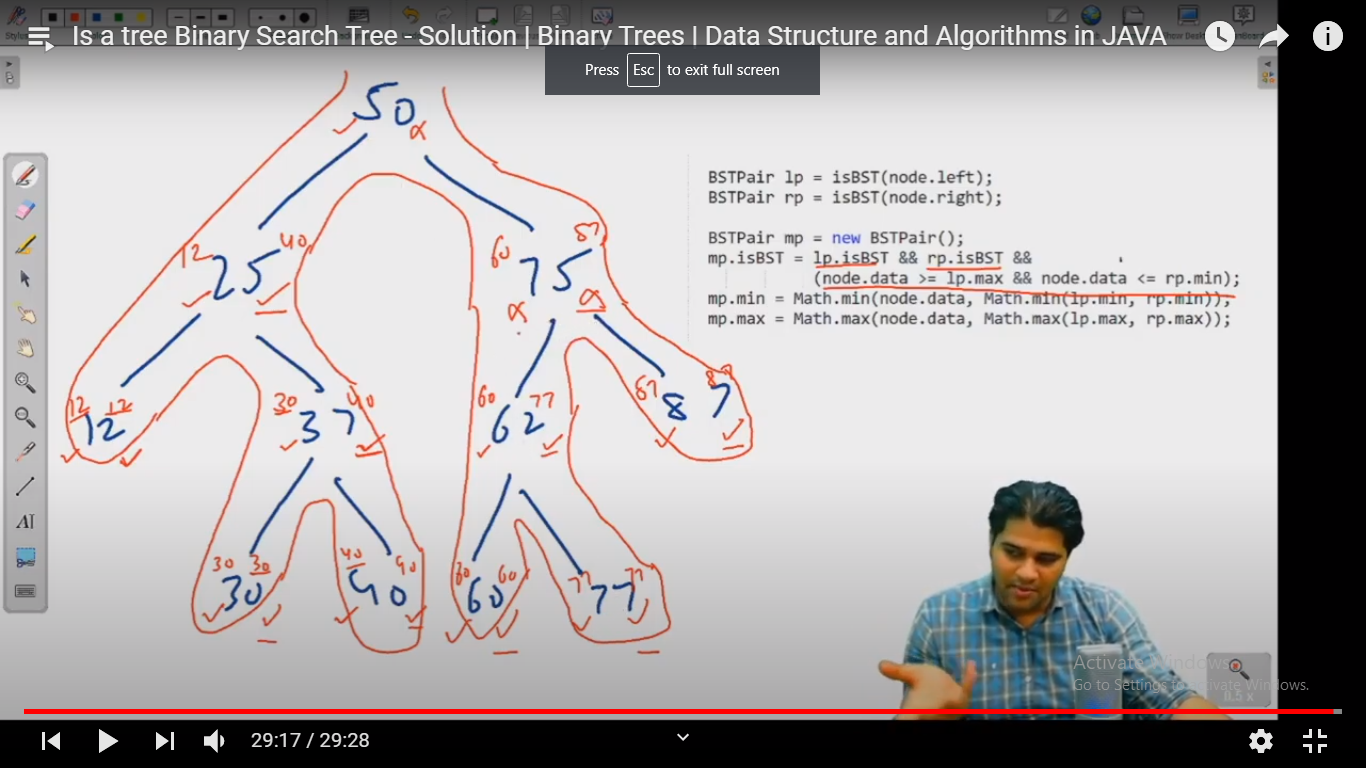 Is a tree Binary Search Tree - Solution | Binary Trees | Data Structure and Algorithms in JAVA
Press Esc to exit full screen
50
α
12 40
25
60 87
75
α α
12 12
12
30 40
37
60 77
62
87 87
87
30 30
30
40 40
40
60 60
60
77 77
77
BSTPair lp = isBST(node.left);
BSTPair rp = isBST(node.right);
BSTPair mp = new BSTPair();
mp.isBST = lp.isBST && rp.isBST &&
(node.data >= lp.max && node.data <= rp.min);
mp.min = Math.min(node.data, Math.min(lp.min, rp.min));
mp.max = Math.max(node.data, Math.max(lp.max, rp.max));
AI
Activate Windows
Go to Settings to activate Windows.
0.5 x
29:17 / 29:28